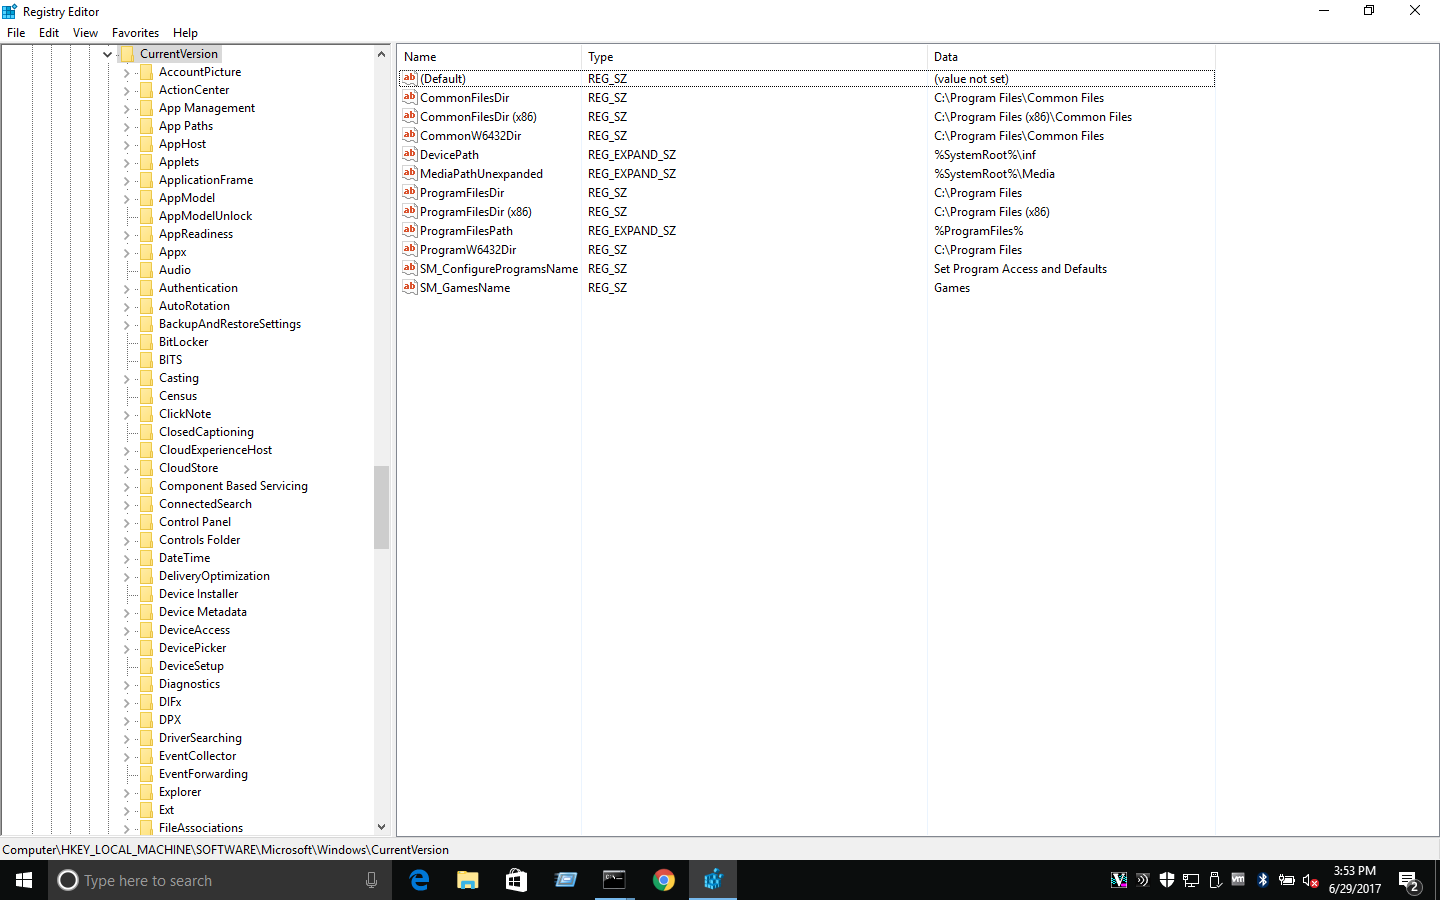 Registry Editor
File Edit View Favorites Help
CurrentVersion
AccountPicture
ActionCenter
App Management
App Paths
AppHost
Applets
ApplicationFrame
AppModel
AppModelUnlock
AppReadiness
Appx
Audio
Authentication
AutoRotation
BackupAndRestoreSettings
BitLocker
BITS
Casting
Census
ClickNote
ClosedCaptioning
CloudExperienceHost
CloudStore
Component Based Servicing
ConnectedSearch
Control Panel
Controls Folder
DateTime
DeliveryOptimization
Device Installer
Device Metadata
DeviceAccess
DevicePicker
DeviceSetup
Diagnostics
DIFx
DPX
DriverSearching
EventCollector
EventForwarding
Explorer
Ext
FileAssociations
Name Type Data
(Default) REG_SZ (value not set)
CommonFilesDir REG_SZ C:\Program Files\Common Files
CommonFilesDir (x86) REG_SZ C:\Program Files (x86)\Common Files
CommonW6432Dir REG_SZ C:\Program Files\Common Files
DevicePath REG_EXPAND_SZ %SystemRoot%\inf
MediaPathUnexpanded REG_EXPAND_SZ %SystemRoot%\Media
ProgramFilesDir REG_SZ C:\Program Files
ProgramFilesDir (x86) REG_SZ C:\Program Files (x86)
ProgramFilesPath REG_EXPAND_SZ %ProgramFiles%
ProgramW6432Dir REG_SZ C:\Program Files
SM_ConfigureProgramsName REG_SZ Set Program Access and Defaults
SM_GamesName REG_SZ Games
Computer\HKEY_LOCAL_MACHINE\SOFTWARE\Microsoft\Windows\CurrentVersion
Type here to search
3:53 PM
6/29/2017
2